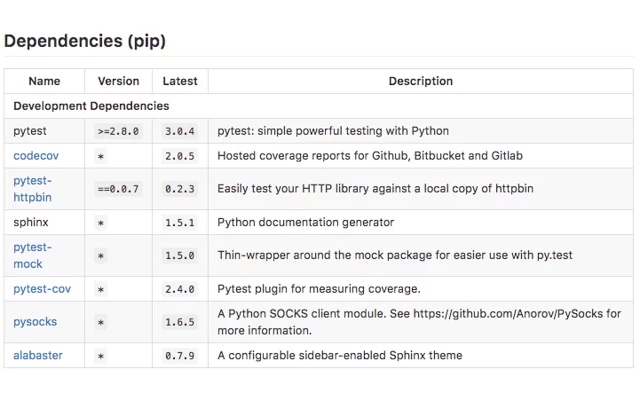 Dependencies (pip)
Name Version Latest Description
Development Dependencies
pytest >=2.8.0 3.0.4 pytest: simple powerful testing with Python
codecov * 2.0.5 Hosted coverage reports for Github, Bitbucket and Gitlab
pytest-
httpbin ==0.0.7 0.2.3 Easily test your HTTP library against a local copy of httpbin
sphinx * 1.5.1 Python documentation generator
pytest-
mock * 1.5.0 Thin-wrapper around the mock package for easier use with py.test
pytest-cov * 2.4.0 Pytest plugin for measuring coverage.
pysocks * 1.6.5 A Python SOCKS client module. See https://github.com/Anorov/PySocks for
more information.
alabaster * 0.7.9 A configurable sidebar-enabled Sphinx theme